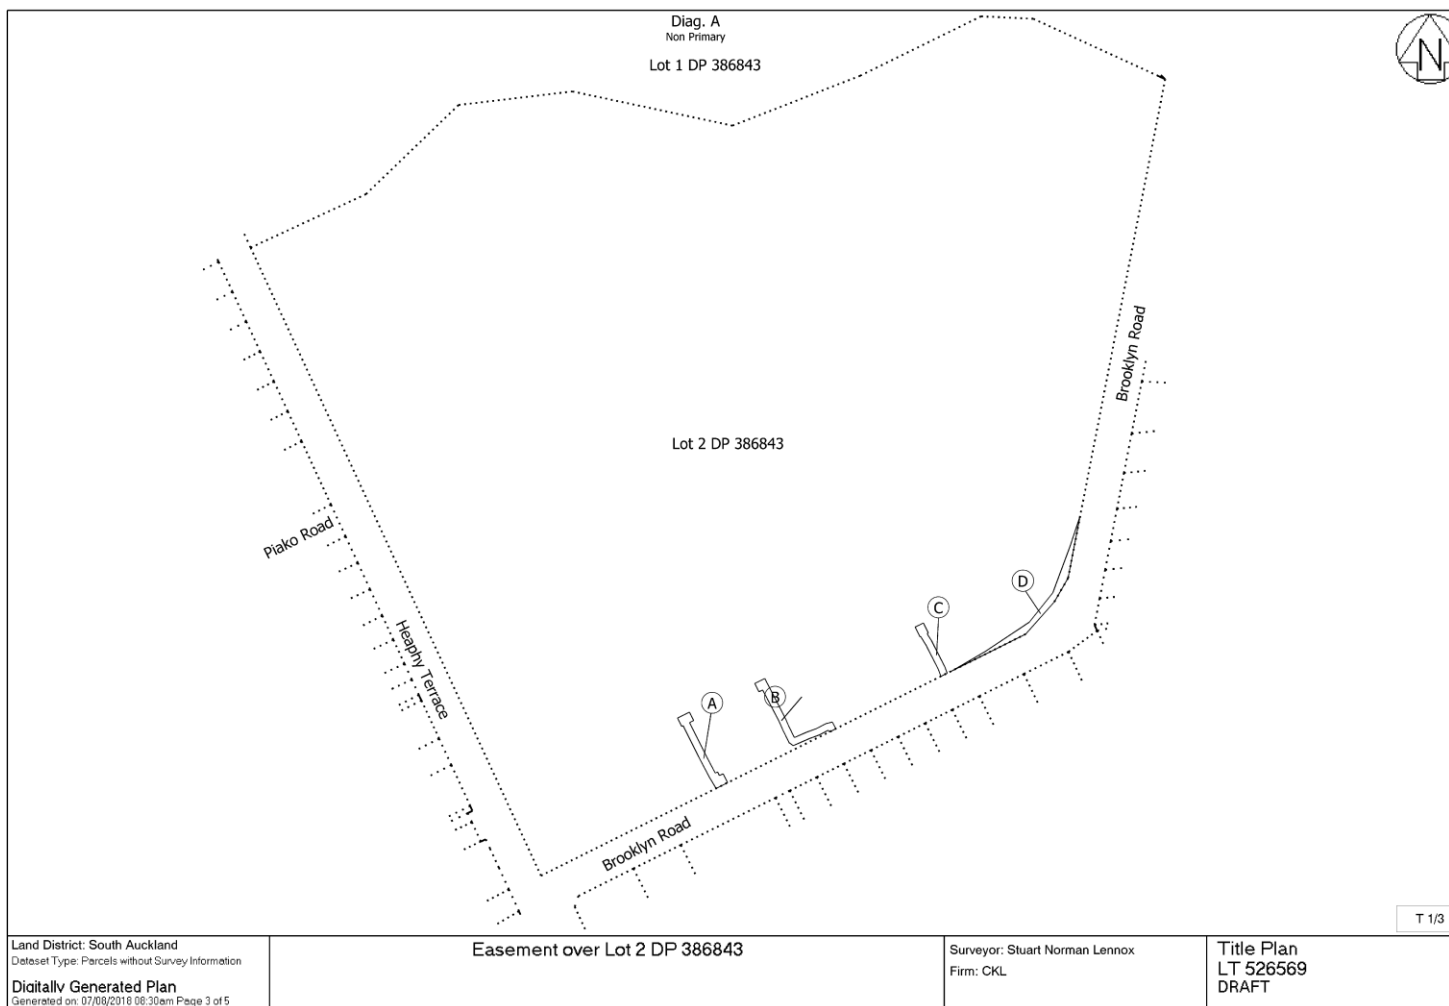 Diag. A
Non Primary
Lot 1 DP 386843
N
Brooklyn Road
Lot 2 DP 386843
Piako Road
Heaphy Terrace
D
C
B
A
Brooklyn Road
T 1/3
Land District: South Auckland
Dataset Type: Parcels without Survey Information
Digitally Generated Plan
Generated on: 07/08/2018 08:30am Page 3 of 5
Easement over Lot 2 DP 386843
Surveyor: Stuart Norman Lennox
Firm: CKL
Title Plan
LT 526569
DRAFT